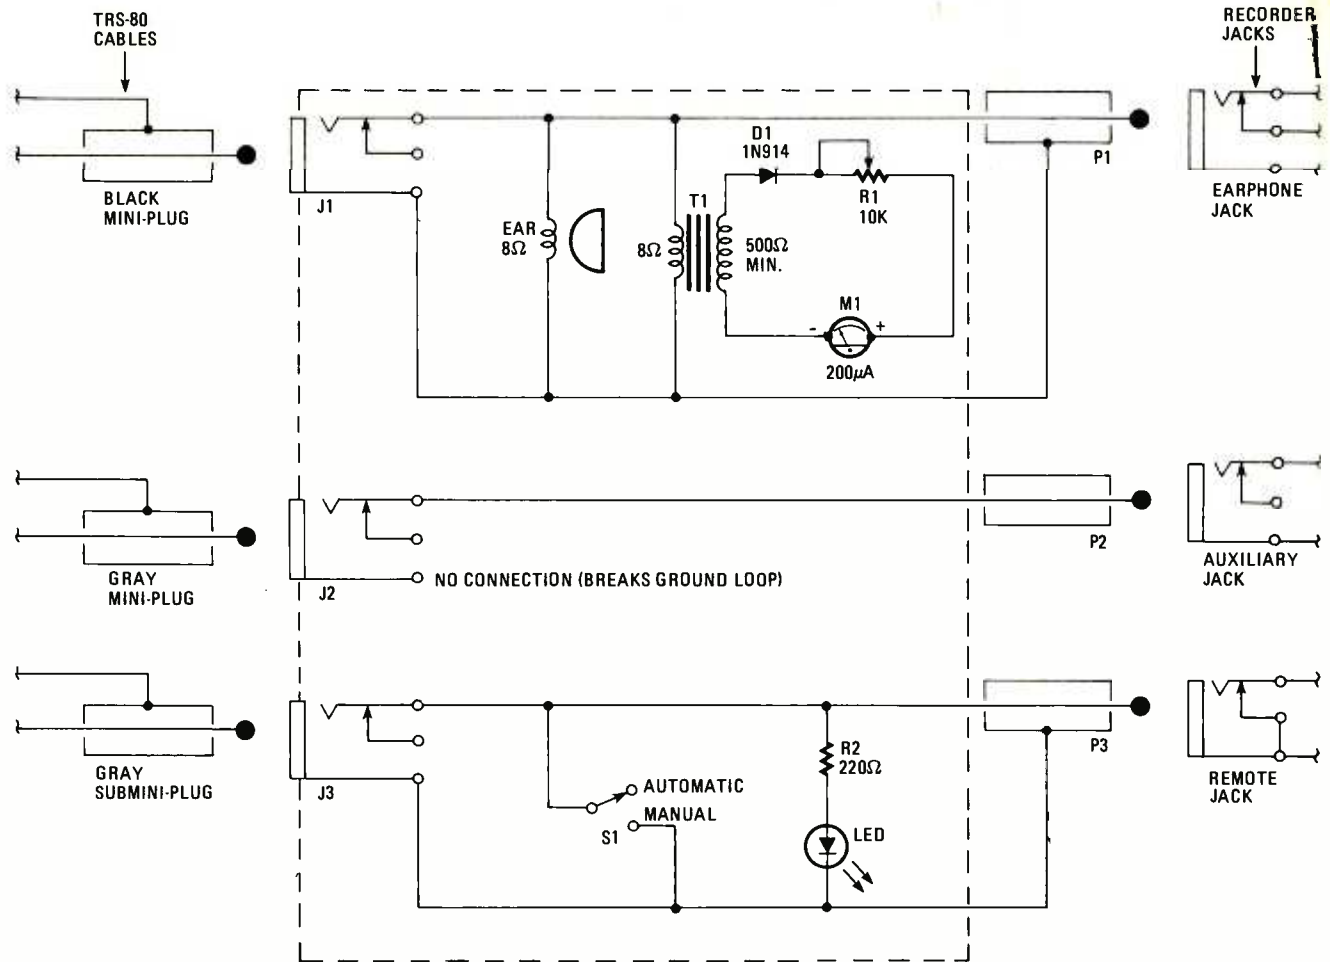 TRS-80
CABLES
RECORDER
JACKS
BLACK
MINI-PLUG
J1
EAR
8Ω
8Ω
T1
500Ω
MIN.
D1
1N914
R1
10K
M1
-
+
200μA
P1
EARPHONE
JACK
GRAY
MINI-PLUG
J2
NO CONNECTION (BREAKS GROUND LOOP)
P2
AUXILIARY
JACK
GRAY
SUBMINI-PLUG
J3
AUTOMATIC
MANUAL
S1
R2
220Ω
LED
P3
REMOTE
JACK